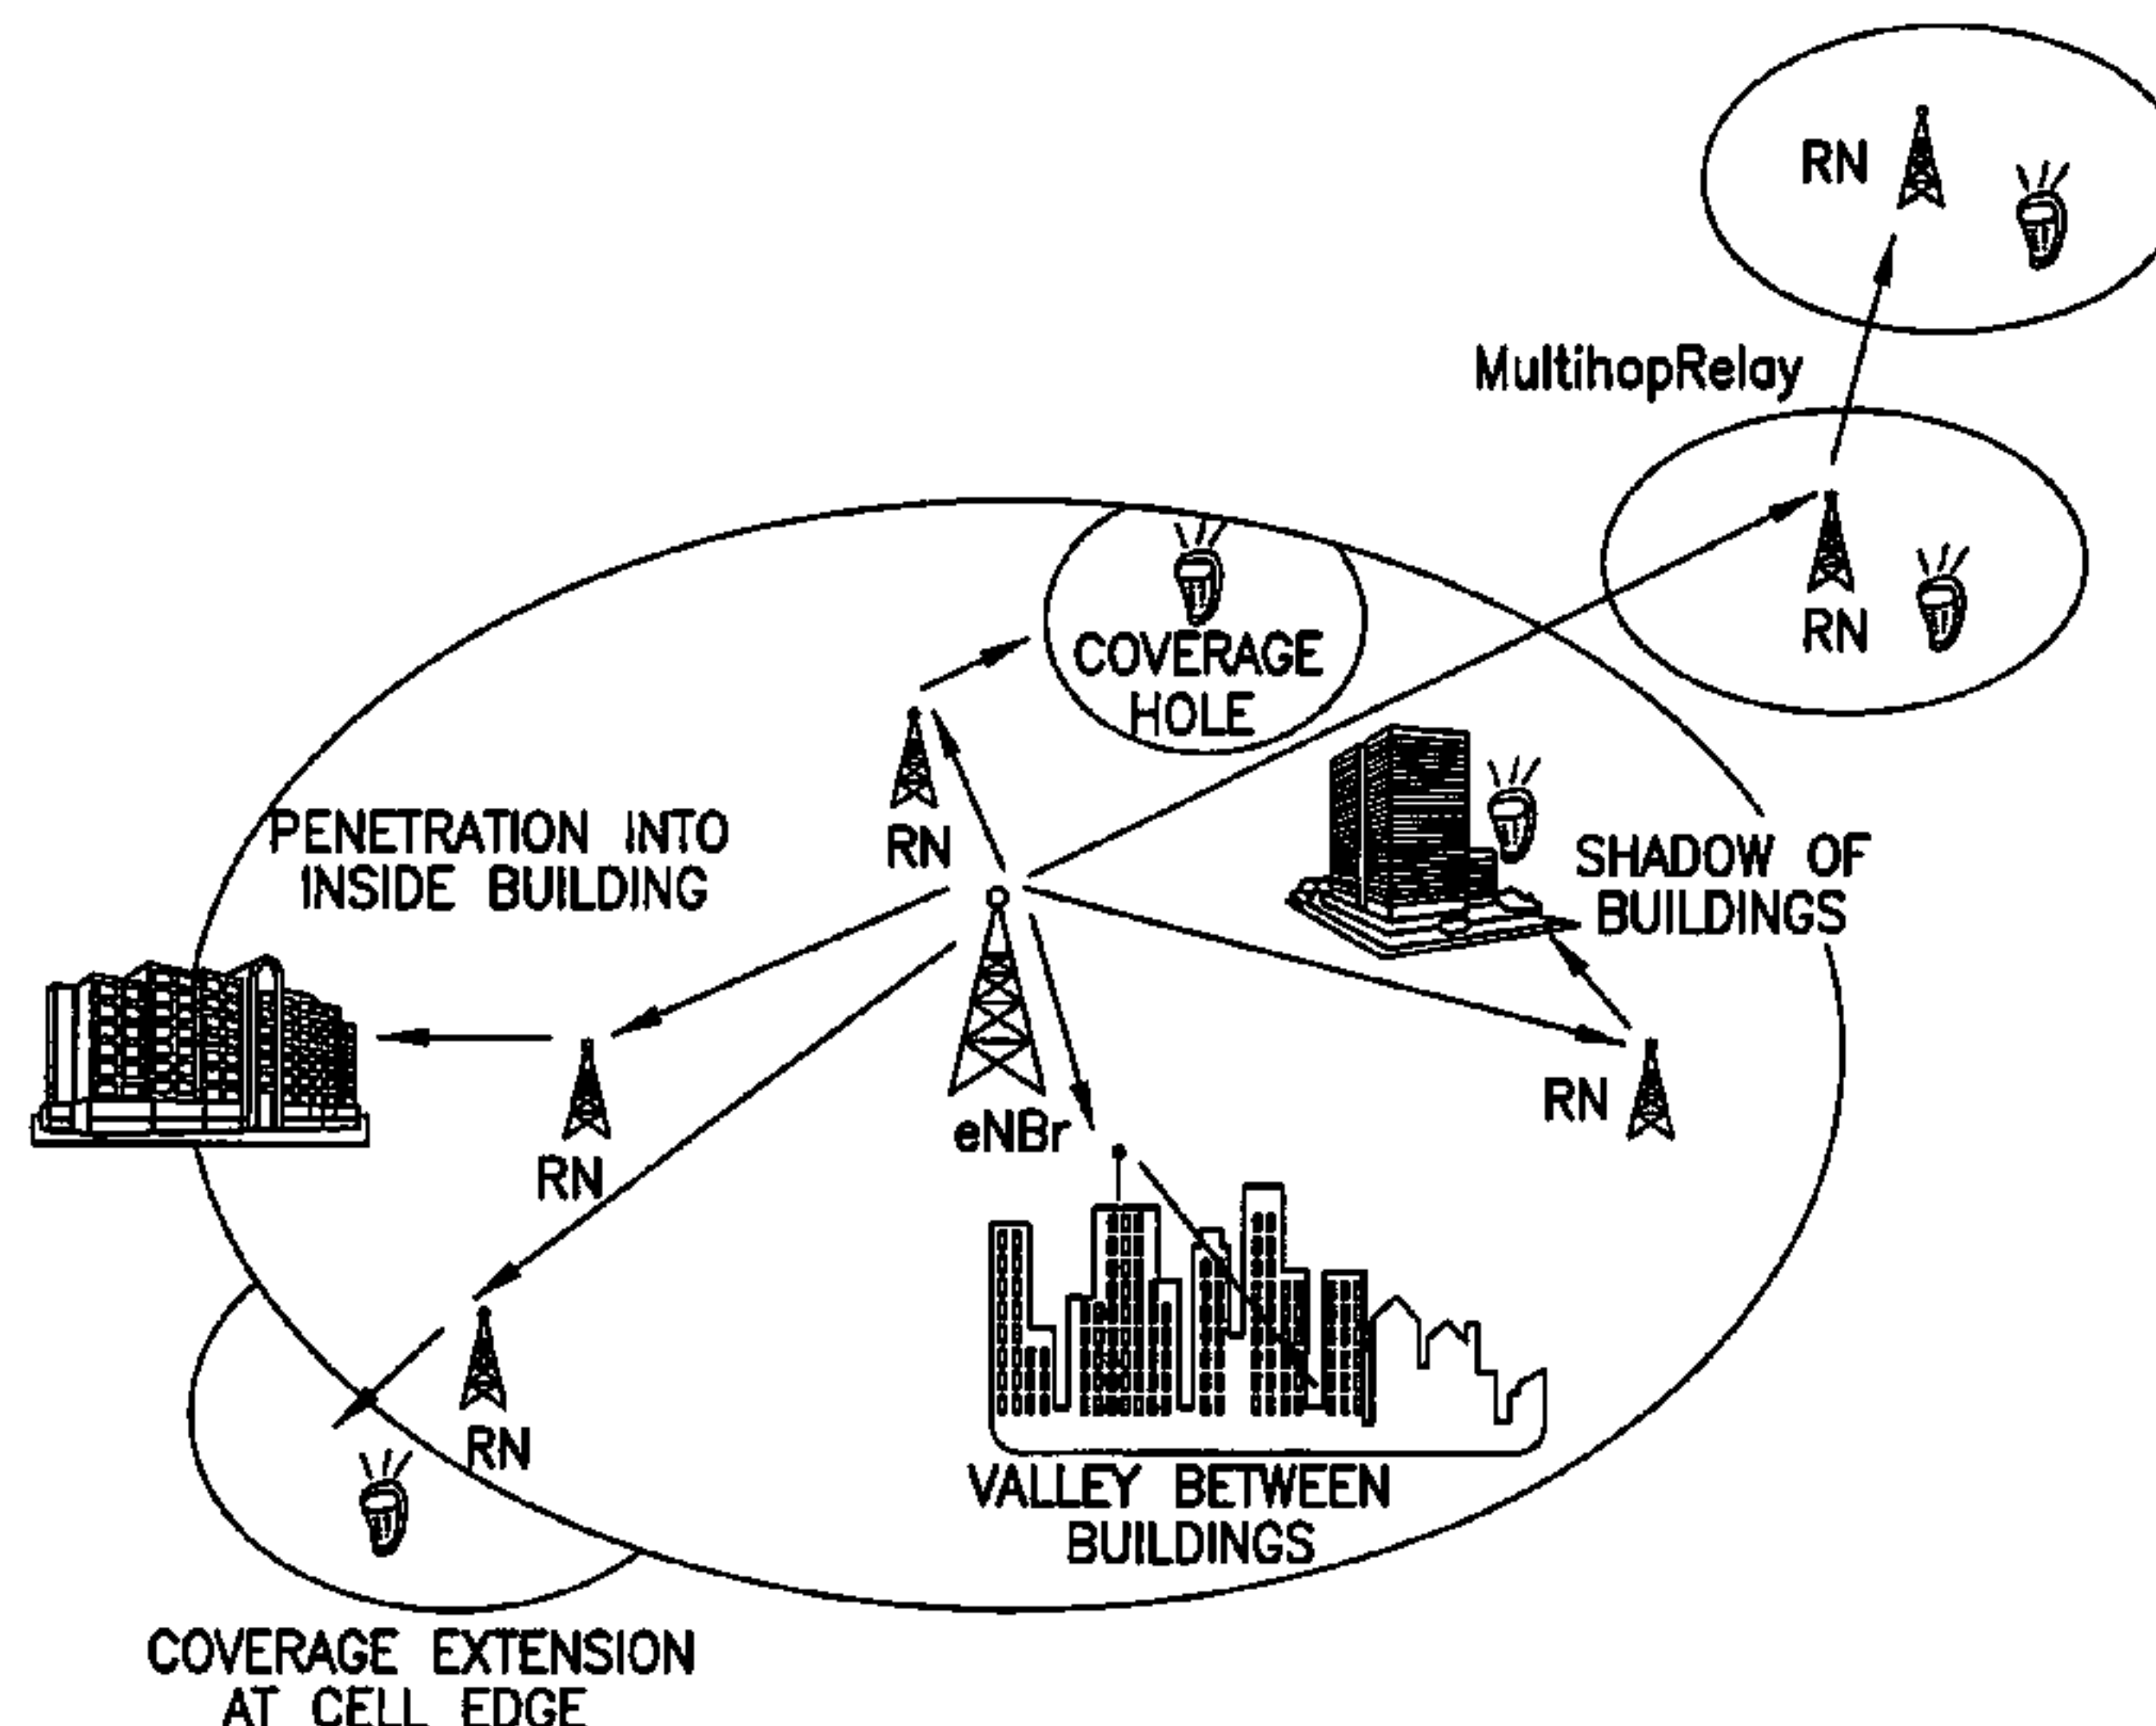 RN
MultihopRelay
RN
COVERAGE
HOLE
RN
PENETRATION INTO
INSIDE BUILDING
SHADOW OF
BUILDINGS
RN
eNBr
RN
RN
VALLEY BETWEEN
BUILDINGS
COVERAGE EXTENSION
AT CELL EDGE